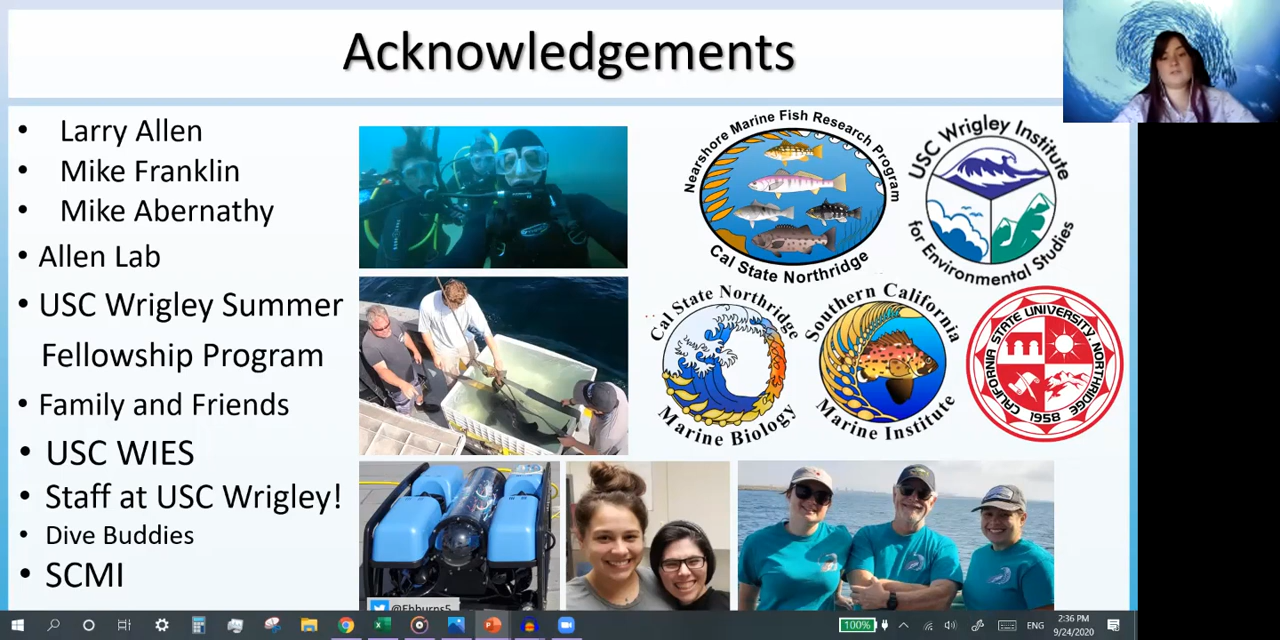 Acknowledgements
Larry Allen
Mike Franklin
Mike Abernathy
Allen Lab
USC Wrigley Summer
Fellowship Program
Family and Friends
USC WIES
Staff at USC Wrigley!
Dive Buddies
SCMI
Nearshore Marine Fish Research Program
Cal State Northridge
USC Wrigley Institute
for Environmental Studies
Cal State Northridge
Marine Biology
Southern California
Marine Institute
CALIFORNIA STATE UNIVERSITY NORTHRIDGE
1958
@Ehburns5
100%
ENG
2:36 PM
9/24/2020